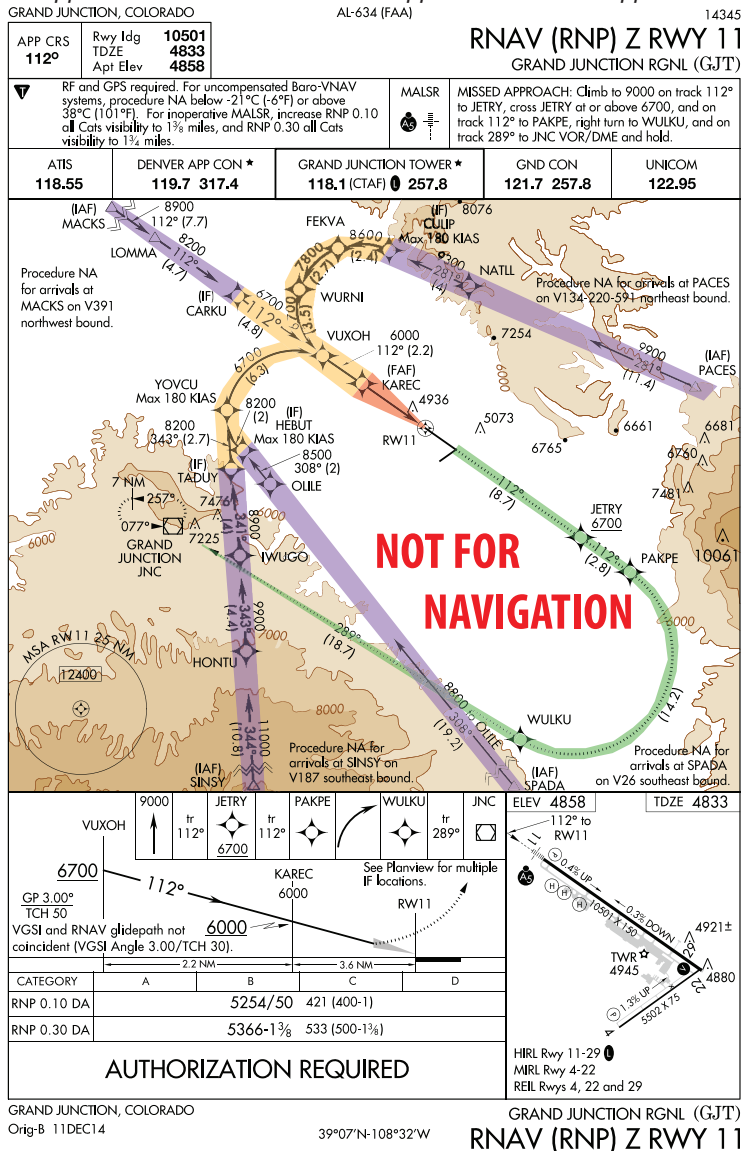 GRAND JUNCTION, COLORADO
AL-634 (FAA)
14345
APP CRS
112°
Rwy ldg 10501
TDZE 4833
Apt Elev 4858
RNAV (RNP) Z RWY 11
GRAND JUNCTION RGNL (GJT)
T
RF and GPS required. For uncompensated Baro-VNAV
systems, procedure NA below -21°C (-6°F) or above
38°C (101°F). For inoperative MALSR, increase RNP 0.10
all Cats visibility to 1⅜ miles, and RNP 0.30 all Cats
visibility to 1¾ miles.
MALSR
A5
MISSED APPROACH: Climb to 9000 on track 112°
to JETRY, cross JETRY at or above 6700, and on
track 112° to PAKPE, right turn to WULKU, and on
track 289° to JNC VOR/DME and hold.
ATIS
118.55
DENVER APP CON ★
119.7 317.4
GRAND JUNCTION TOWER ★
118.1 (CTAF) L 257.8
GND CON
121.7 257.8
UNICOM
122.95
(IAF)
MACKS
8900
112° (7.7)
LOMMA
8200
112°
(4.7)
Procedure NA
for arrivals at
MACKS on V391
northwest bound.
(IF)
CARKU
6700
112°
(4.8)
FEKVA
7800
(2.7)
8600
(2.4)
(IF)
CULIP
Max 180 KIAS
8076
9300
281°
(4)
NATLL
Procedure NA for arrivals at PACES
on V134-220-591 northeast bound.
WURNI
(3.5)
VUXOH
6000
112° (2.2)
(FAF)
KAREC
7254
6000
9900
281°
(11.4)
(IAF)
PACES
6700
(6.3)
YOVCU
Max 180 KIAS
8200
(2)
(IF)
HEBUT
Max 180 KIAS
8200
343° (2.7)
8500
308° (2)
OLILE
(IF)
TADUY
4936
RW11
5073
6765
6661
6681
6760
7481
10061
7 NM
257°
077°
7476
7225
GRAND
JUNCTION
JNC
6000
8000
6000
8900
341°
(4)
IWUGO
7000
9900
343°
(4.4)
HONTU
112°
(8.7)
JETRY
6700
112°
(2.8)
PAKPE
NOT FOR
NAVIGATION
289°
(18.7)
MSA RW11 25 NM
12400
8000
9000
8800 to OLILE
308°
(19.2)
WULKU
(14.2)
11000
344°
(10.8)
(IAF)
SINSY
Procedure NA for
arrivals at SINSY on
V187 southeast bound.
(IAF)
SPADA
Procedure NA for
arrivals at SPADA
on V26 southeast bound.
9000
tr
112°
JETRY
6700
tr
112°
PAKPE
WULKU
tr
289°
JNC
VUXOH
6700
112°
GP 3.00°
TCH 50
VGSI and RNAV glidepath not
coincident (VGSI Angle 3.00/TCH 30).
KAREC
6000
6000
See Planview for multiple
IF locations.
RW11
2.2 NM
3.6 NM
CATEGORY A B C D
RNP 0.10 DA 5254/50 421 (400-1)
RNP 0.30 DA 5366-1⅜ 533 (500-1⅜)
AUTHORIZATION REQUIRED
ELEV 4858
TDZE 4833
112° to
RW11
11
P
0.4% UP
A5
H
H
H
10501 X 150
0.3% DOWN
29
4921±
TWR
4945
V
4880
22
P
1.3% UP
5502 X 75
4
HIRL Rwy 11-29 L
MIRL Rwy 4-22
REIL Rwys 4, 22 and 29
GRAND JUNCTION, COLORADO
Orig-B 11DEC14
39°07'N-108°32'W
GRAND JUNCTION RGNL (GJT)
RNAV (RNP) Z RWY 11